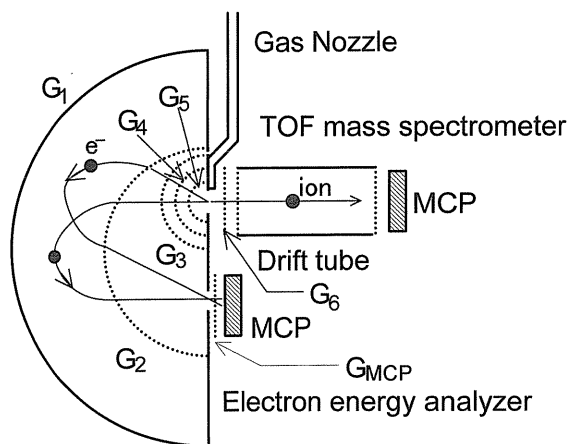 Gas Nozzle
G1
G5
G4
TOF mass spectrometer
e−
ion
MCP
G3
Drift tube
G6
MCP
G2
GMCP
Electron energy analyzer